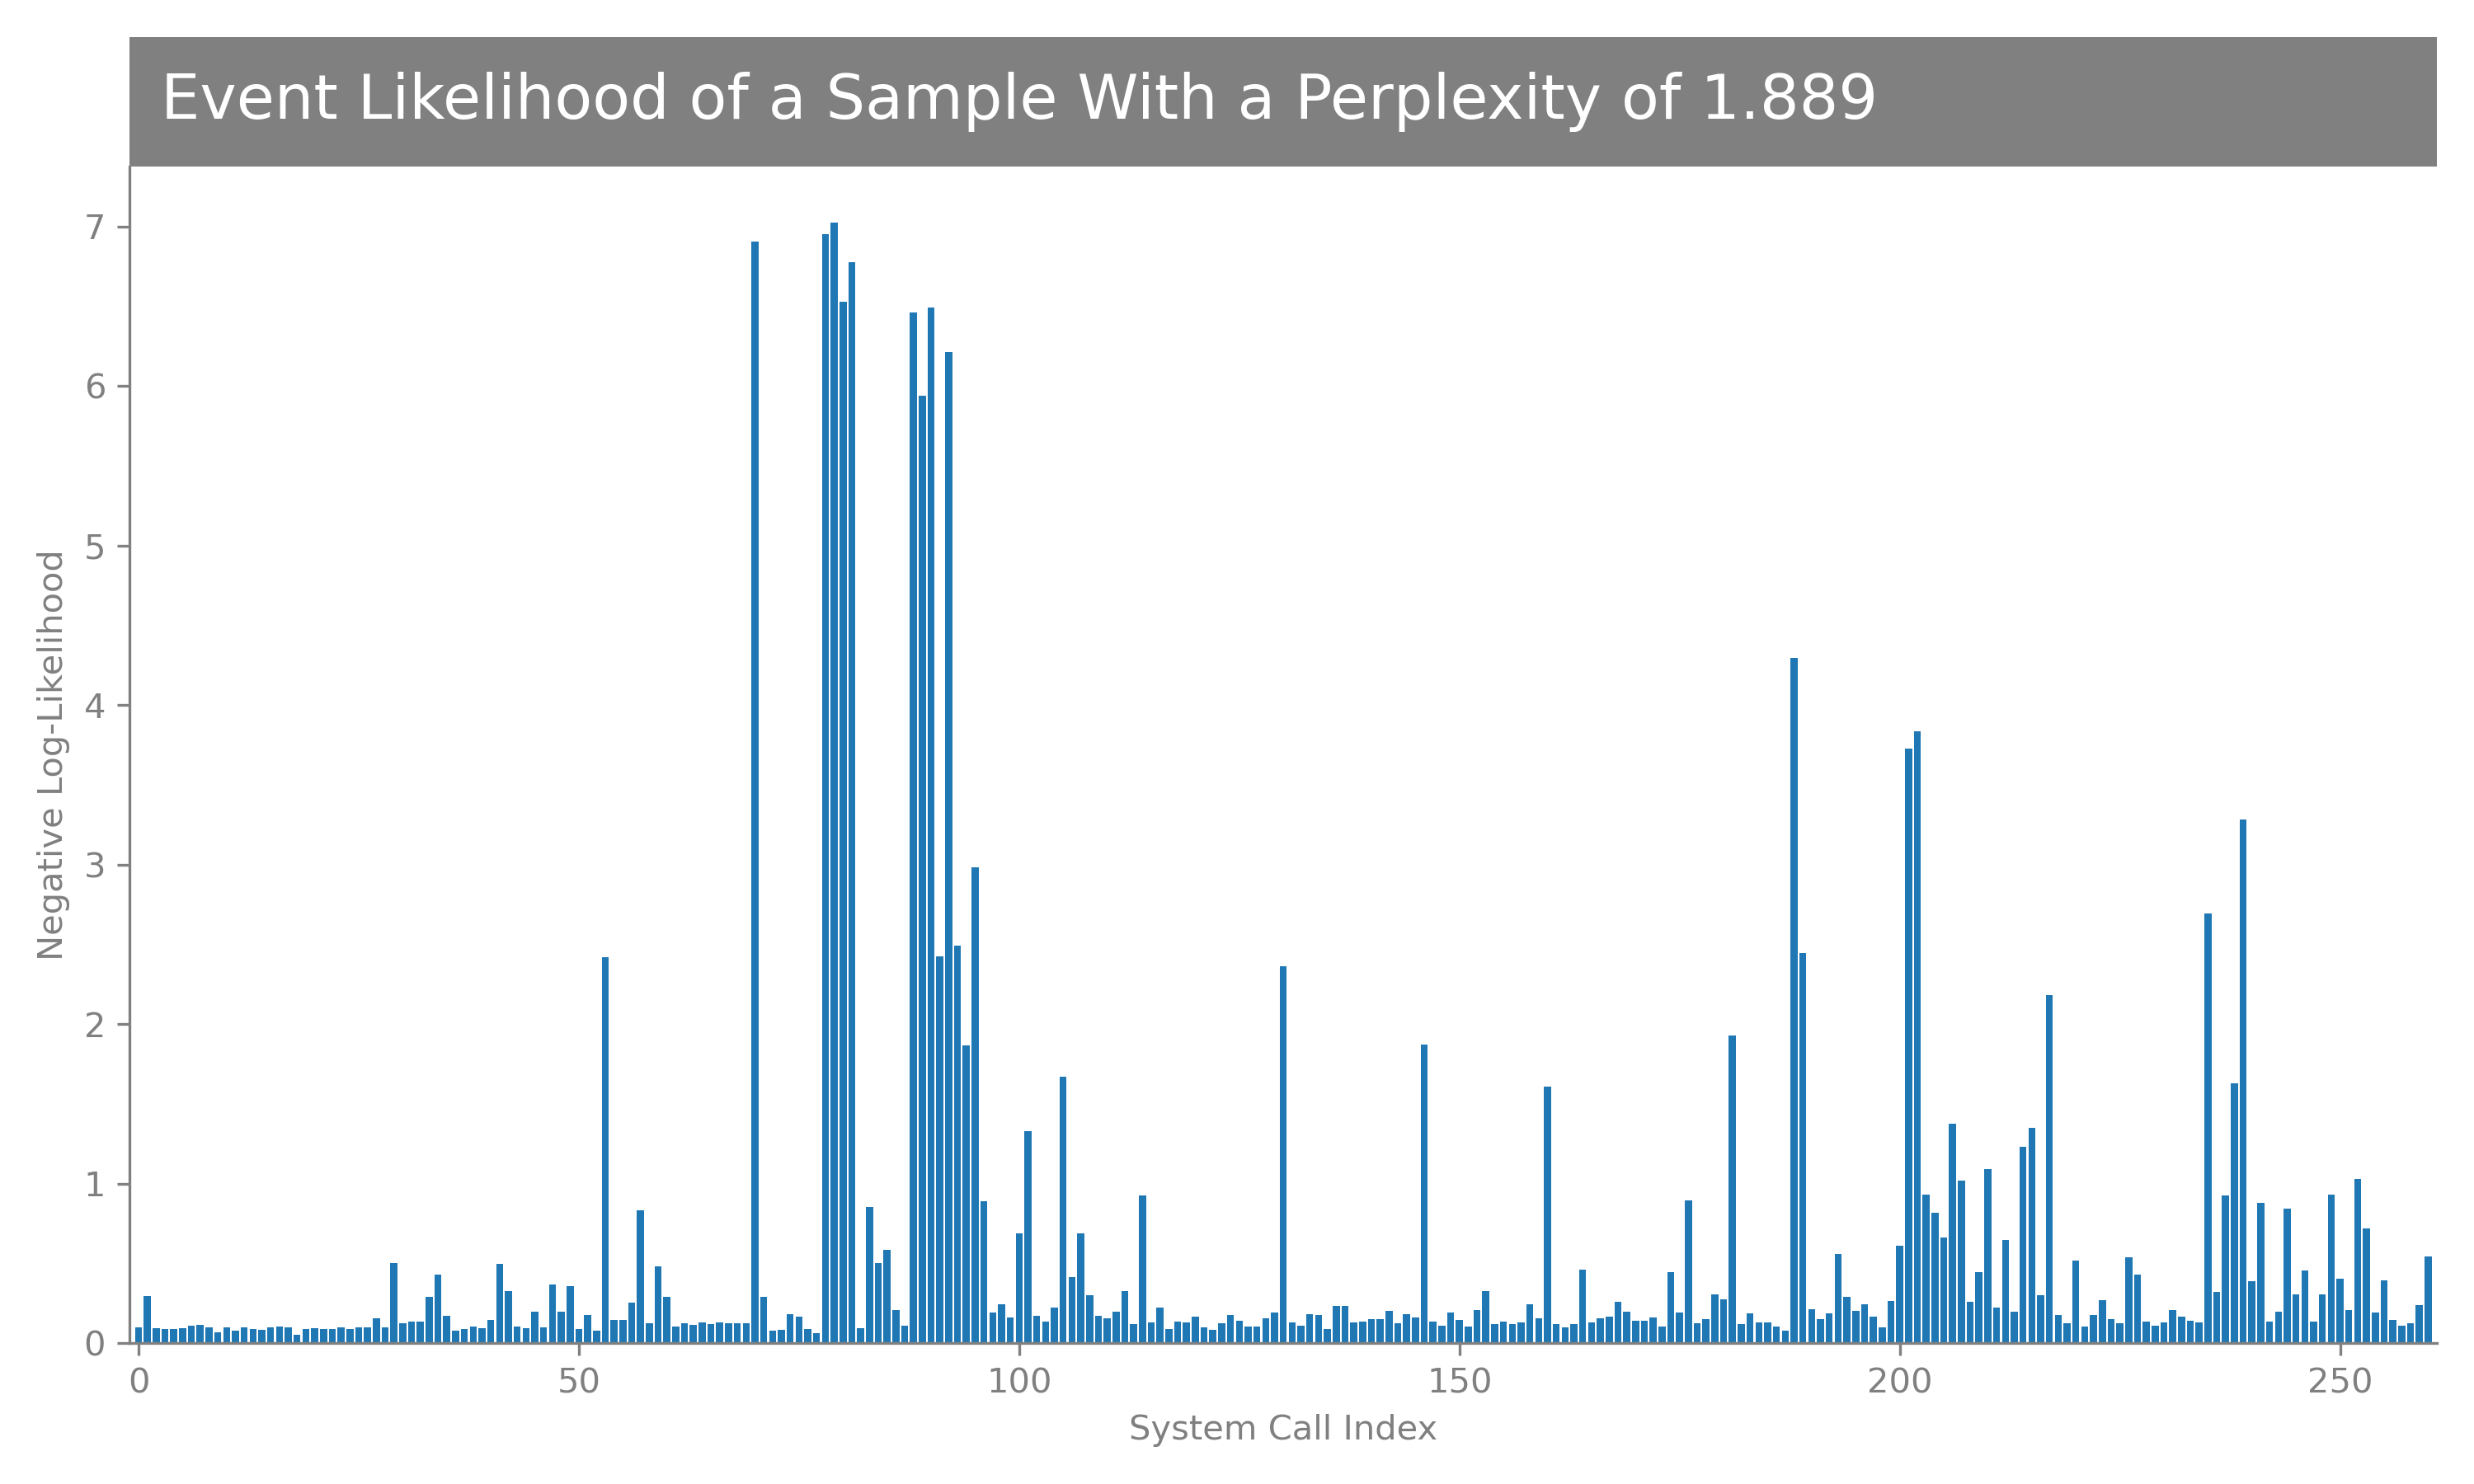 Event Likelihood of a Sample With a Perplexity of 1.889
7
6
5
4
3
2
1
0
Negative Log-Likelihood
0 50 100 150 200 250
System Call Index